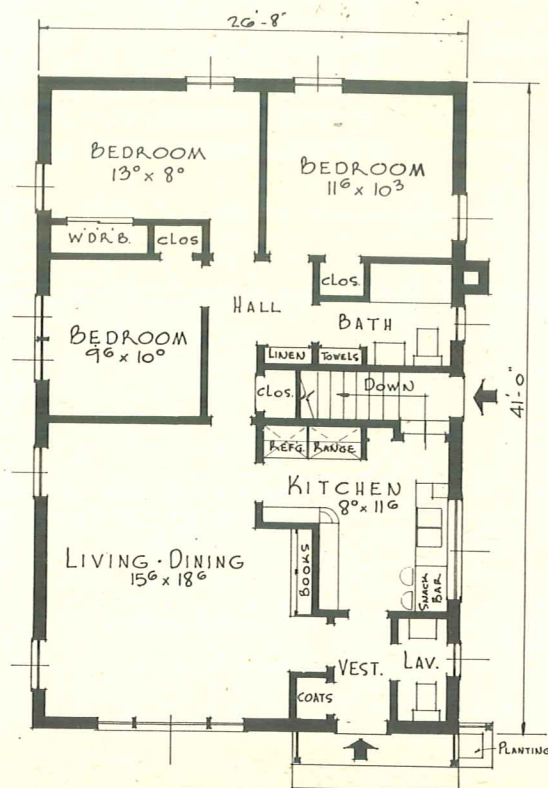 26'-8"
BEDROOM
13⁰ x 8⁰
BEDROOM
11⁶ x 10³
W'D'R'B.
CLOS
CLOS.
HALL
BATH
BEDROOM
9⁶ x 10⁰
LINEN
TOWELS
CLOS.
DOWN
41'-0"
REFG.
RANGE
KITCHEN
8⁰ x 11⁶
LIVING · DINING
15⁶ x 18⁶
BOOKS
SNACK
BAR
VEST.
LAV.
COATS
PLANTING